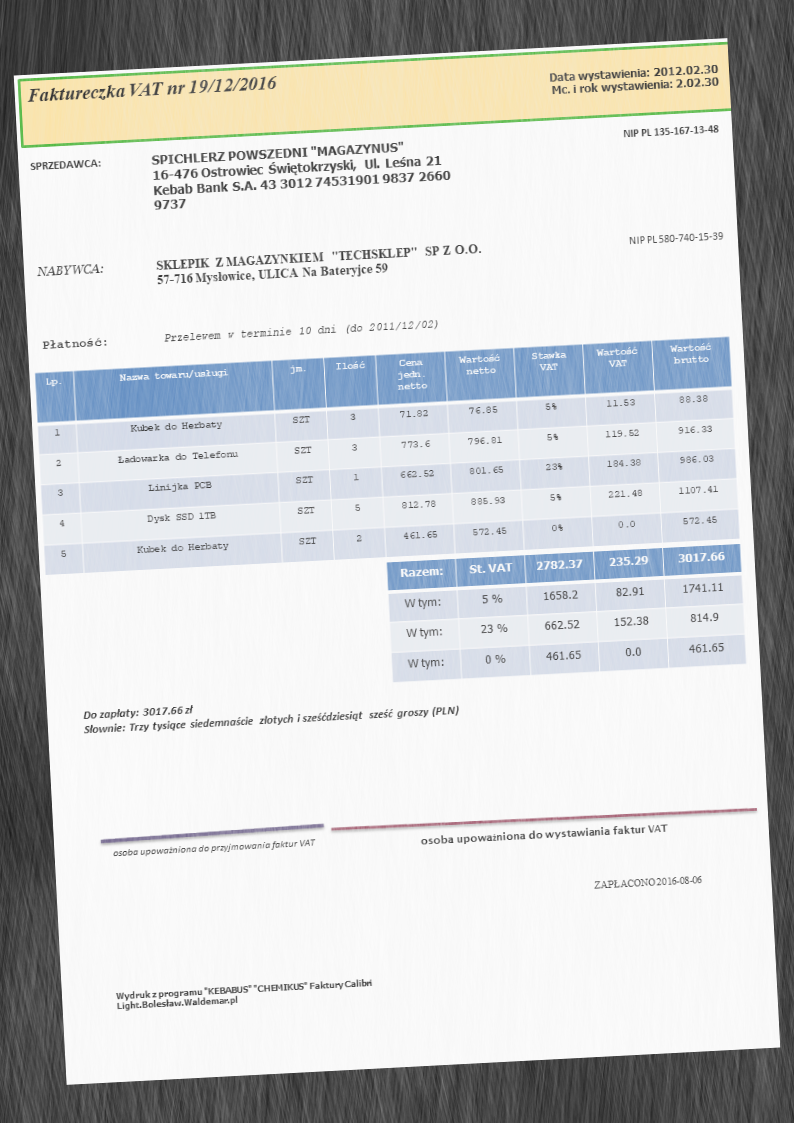 Faktureczka VAT nr 19/12/2016
Data wystawienia: 2012.02.30
Mc. i rok wystawienia: 2.02.30
NIP PL 135-167-13-48
SPRZEDAWCA:
SPICHLERZ POWSZEDNI "MAGAZYNUS"
16-476 Ostrowiec Świętokrzyski, Ul. Leśna 21
Kebab Bank S.A. 43 3012 74531901 9837 2660
9737
NIP PL 580-740-15-39
NABYWCA:
SKLEPIK Z MAGAZYNKIEM "TECHSKLEP" SP Z O.O.
57-716 Mysłowice, ULICA Na Bateryjce 59
Płatność: Przelewem w terminie 10 dni (do 2011/12/02)
Lp. Nazwa towaru/usługi jm. Ilość Cena jedn. netto Wartość netto Stawka VAT Wartość VAT Wartość brutto
1 Kubek do Herbaty SZT 3 71.82 76.85 5% 11.53 88.38
2 Ładowarka do Telefonu SZT 3 773.6 796.81 5% 119.52 916.33
3 Linijka PCB SZT 1 662.52 801.65 23% 184.38 986.03
4 Dysk SSD 1TB SZT 5 812.78 885.93 5% 221.48 1107.41
5 Kubek do Herbaty SZT 2 461.65 572.45 0% 0.0 572.45
Razem: St. VAT 2782.37 235.29 3017.66
W tym: 5 % 1658.2 82.91 1741.11
W tym: 23 % 662.52 152.38 814.9
W tym: 0 % 461.65 0.0 461.65
Do zapłaty: 3017.66 zł
Słownie: Trzy tysiące siedemnaście złotych i sześćdziesiąt sześć groszy (PLN)
osoba upoważniona do przyjmowania faktur VAT
osoba upoważniona do wystawiania faktur VAT
ZAPŁACONO 2016-08-06
Wydruk z programu "KEBABUS" "CHEMIKUS" Faktury Calibri
Light.Bolesław.Waldemar.pl